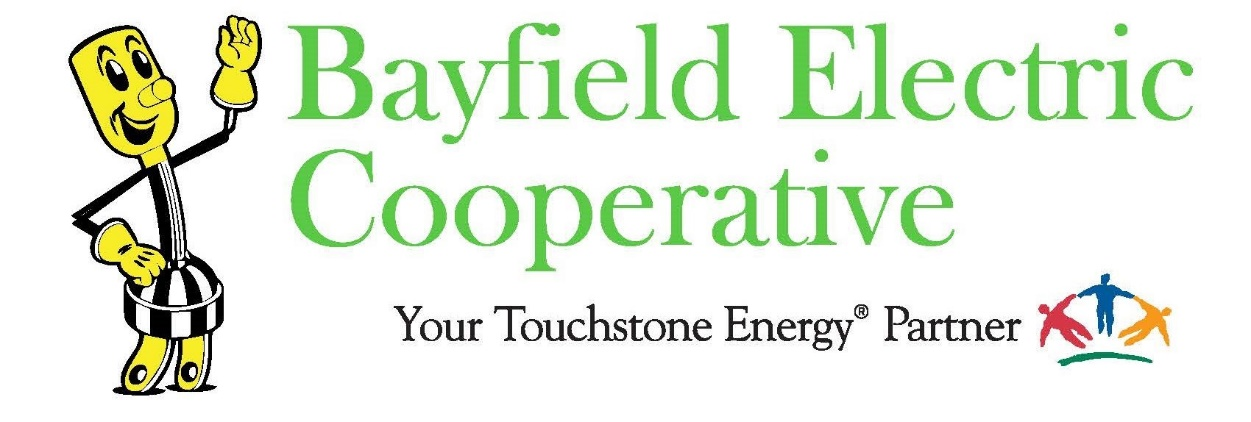 Bayfield Electric
Cooperative
Your Touchstone Energy® Partner